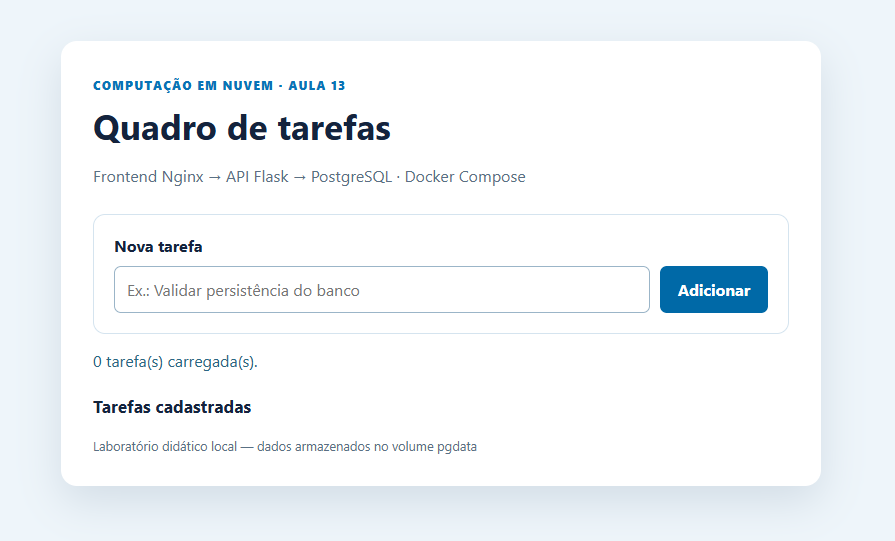 COMPUTAÇÃO EM NUVEM · AULA 13
Quadro de tarefas
Frontend Nginx → API Flask → PostgreSQL · Docker Compose
Nova tarefa
Ex.: Validar persistência do banco
Adicionar
0 tarefa(s) carregada(s).
Tarefas cadastradas
Laboratório didático local — dados armazenados no volume pgdata